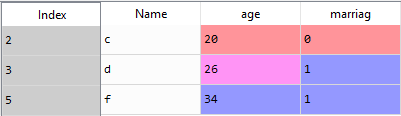 Index Name age marriag
2 c 20 0
3 d 26 1
5 f 34 1